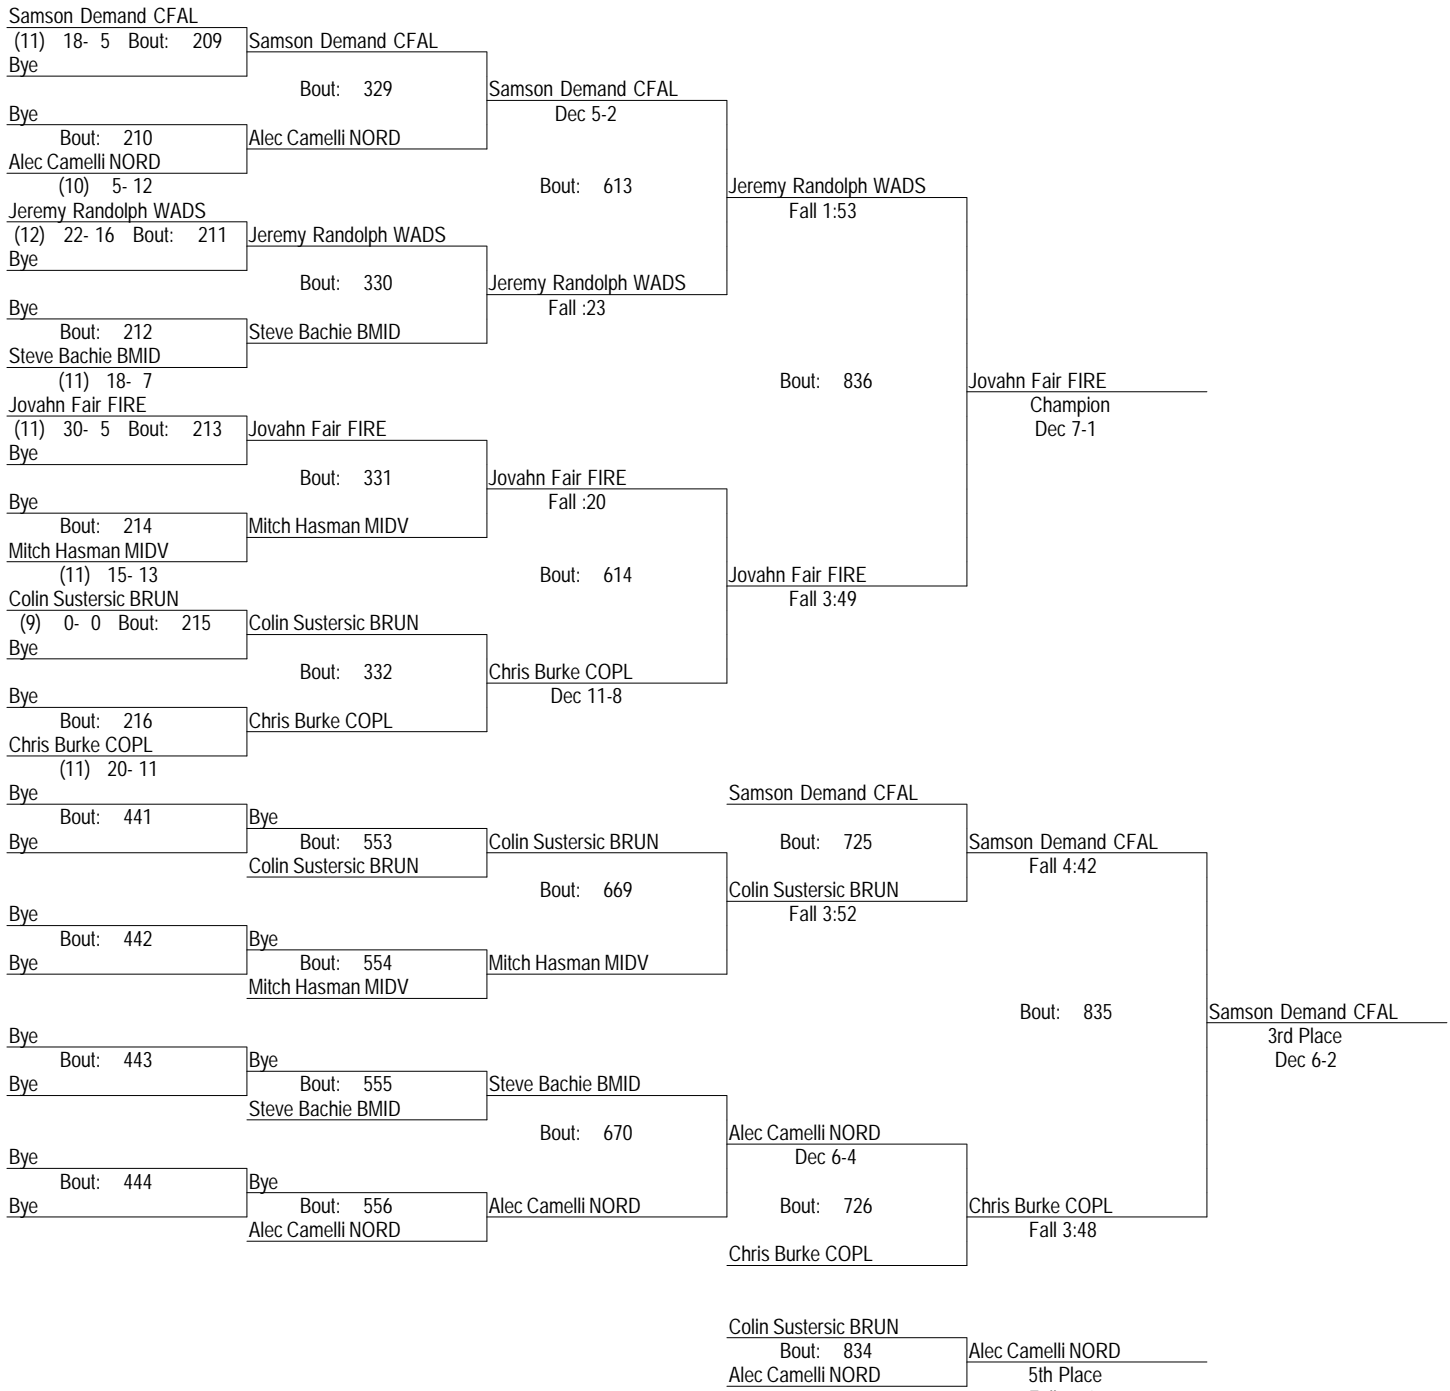 Samson Demand CFAL
(11) 18- 5 Bout: 209 Samson Demand CFAL
Bye
Bout: 329 Samson Demand CFAL
Bye Dec 5-2
Bout: 210 Alec Camelli NORD
Alec Camelli NORD
(10) 5- 12 Bout: 613 Jeremy Randolph WADS
Jeremy Randolph WADS Fall 1:53
(12) 22- 16 Bout: 211 Jeremy Randolph WADS
Bye
Bout: 330 Jeremy Randolph WADS
Bye Fall :23
Bout: 212 Steve Bachie BMID
Steve Bachie BMID
(11) 18- 7 Bout: 836 Jovahn Fair FIRE
Jovahn Fair FIRE Champion
(11) 30- 5 Bout: 213 Jovahn Fair FIRE Dec 7-1
Bye
Bout: 331 Jovahn Fair FIRE
Bye Fall :20
Bout: 214 Mitch Hasman MIDV
Mitch Hasman MIDV
(11) 15- 13 Bout: 614 Jovahn Fair FIRE
Colin Sustersic BRUN Fall 3:49
(9) 0- 0 Bout: 215 Colin Sustersic BRUN
Bye
Bout: 332 Chris Burke COPL
Bye Dec 11-8
Bout: 216 Chris Burke COPL
Chris Burke COPL
(11) 20- 11
Bye Samson Demand CFAL
Bout: 441 Bye
Bye Bout: 553 Colin Sustersic BRUN Bout: 725 Samson Demand CFAL
Colin Sustersic BRUN Fall 4:42
Bout: 669 Colin Sustersic BRUN
Bye Fall 3:52
Bout: 442 Bye
Bye Bout: 554 Mitch Hasman MIDV
Mitch Hasman MIDV
Bout: 835 Samson Demand CFAL
Bye 3rd Place
Bout: 443 Bye Dec 6-2
Bye Bout: 555 Steve Bachie BMID
Steve Bachie BMID
Bout: 670 Alec Camelli NORD
Bye Dec 6-4
Bout: 444 Bye
Bye Bout: 556 Alec Camelli NORD Bout: 726 Chris Burke COPL
Alec Camelli NORD Fall 3:48
Chris Burke COPL
Colin Sustersic BRUN
Bout: 834 Alec Camelli NORD
Alec Camelli NORD 5th Place